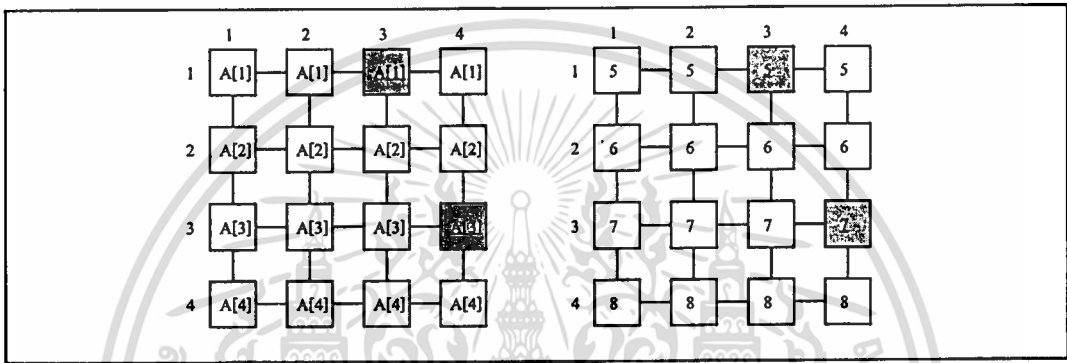 1 2 3 4
1 A[1] A[1] A[1] A[1]
2 A[2] A[2] A[2] A[2]
3 A[3] A[3] A[3] A[3]
4 A[4] A[4] A[4] A[4]
1 2 3 4
1 5 5 5 5
2 6 6 6 6
3 7 7 7 7
4 8 8 8 8